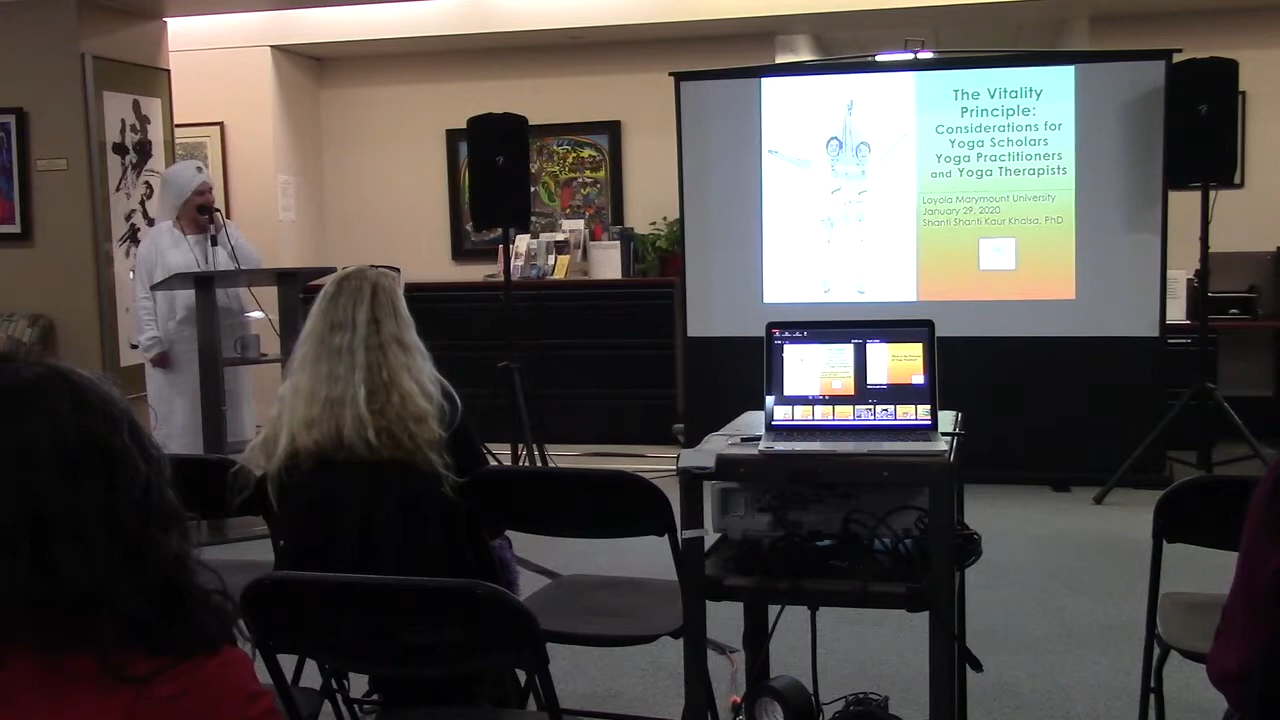 The Vitality
Principle:
Considerations for
Yoga Scholars
Yoga Practitioners
and Yoga Therapists
Loyola Marymount University
January 29, 2020
Shanti Shanti Kaur Khalsa, PhD